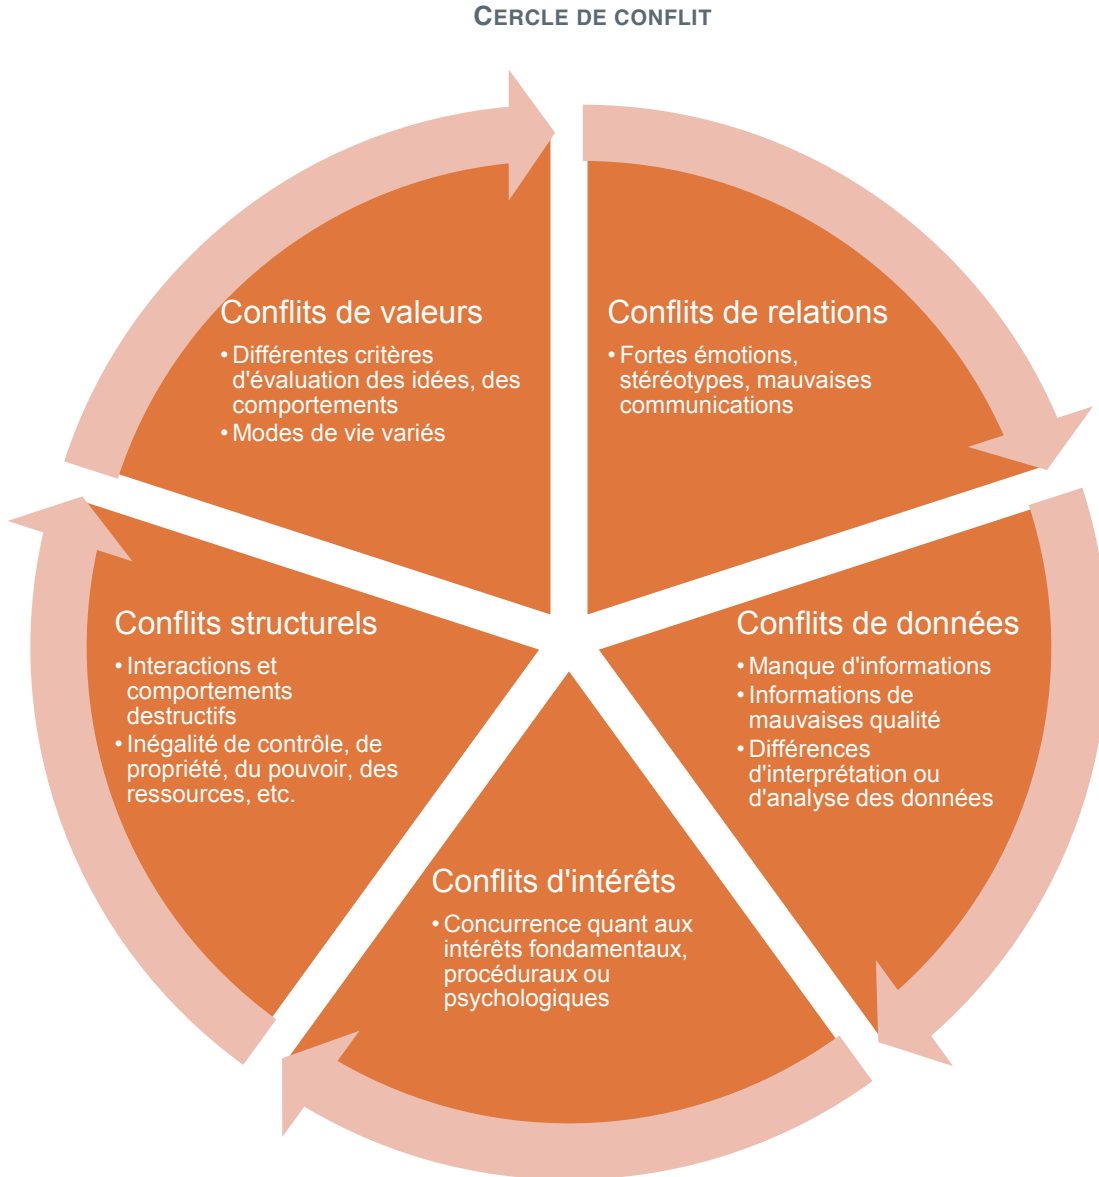 CERCLE DE CONFLIT
Conflits de relations
• Fortes émotions,
stéréotypes, mauvaises
communications
Conflits de données
• Manque d'informations
• Informations de
mauvaises qualité
• Différences
d'interprétation ou
d'analyse des données
Conflits d'intérêts
• Concurrence quant aux
intérêts fondamentaux,
procéduraux ou
psychologiques
Conflits structurels
• Interactions et
comportements
destructifs
• Inégalité de contrôle, de
propriété, du pouvoir, des
ressources, etc.
Conflits de valeurs
• Différentes critères
d'évaluation des idées, des
comportements
• Modes de vie variés